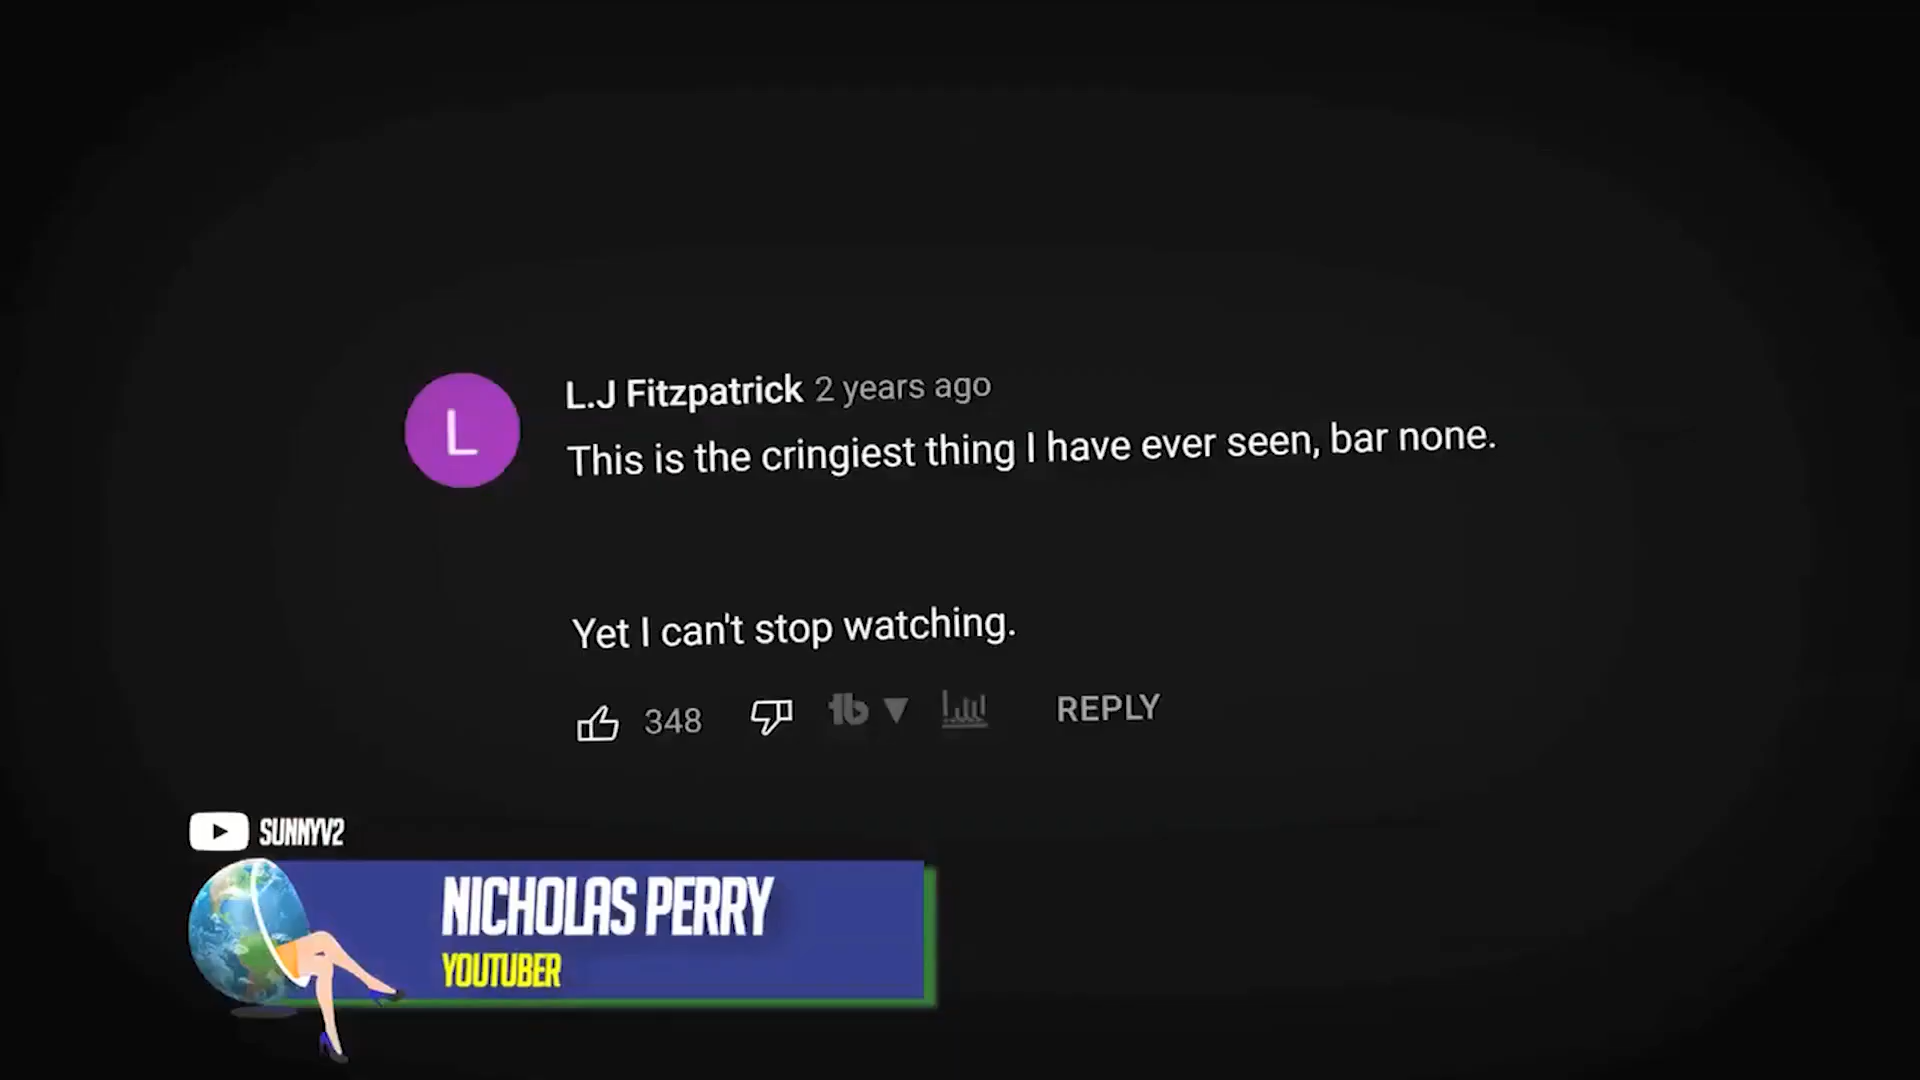 L
L.J Fitzpatrick 2 years ago
This is the cringiest thing I have ever seen, bar none.
Yet I can't stop watching.
348 tb REPLY
SUNNYV2
NICHOLAS PERRY
YOUTUBER